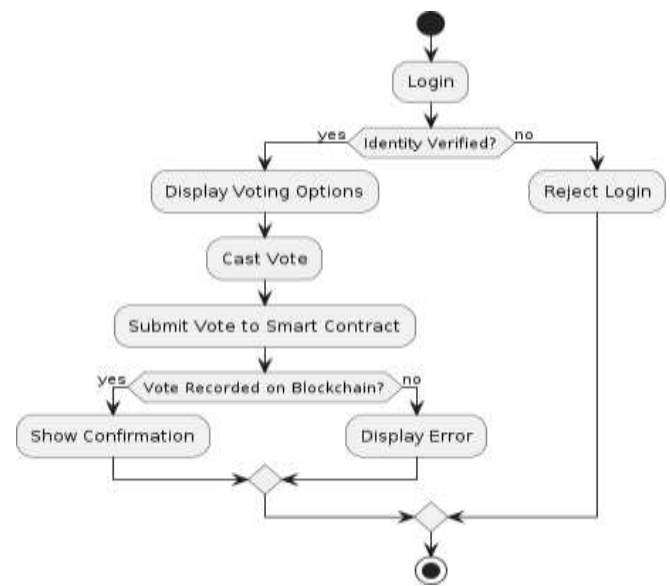 Login
yes
Identity Verified?
no
Display Voting Options
Reject Login
Cast Vote
Submit Vote to Smart Contract
yes
Vote Recorded on Blockchain?
no
Show Confirmation
Display Error